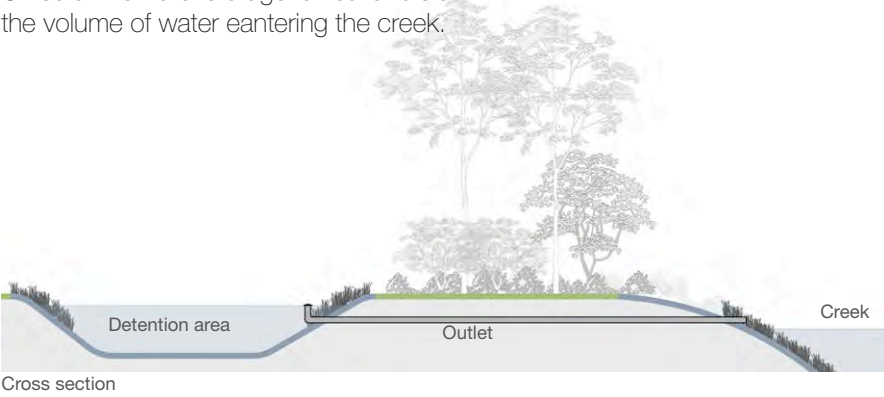 the volume of water eantering the creek.
Creek
Detention area
Outlet
Cross section